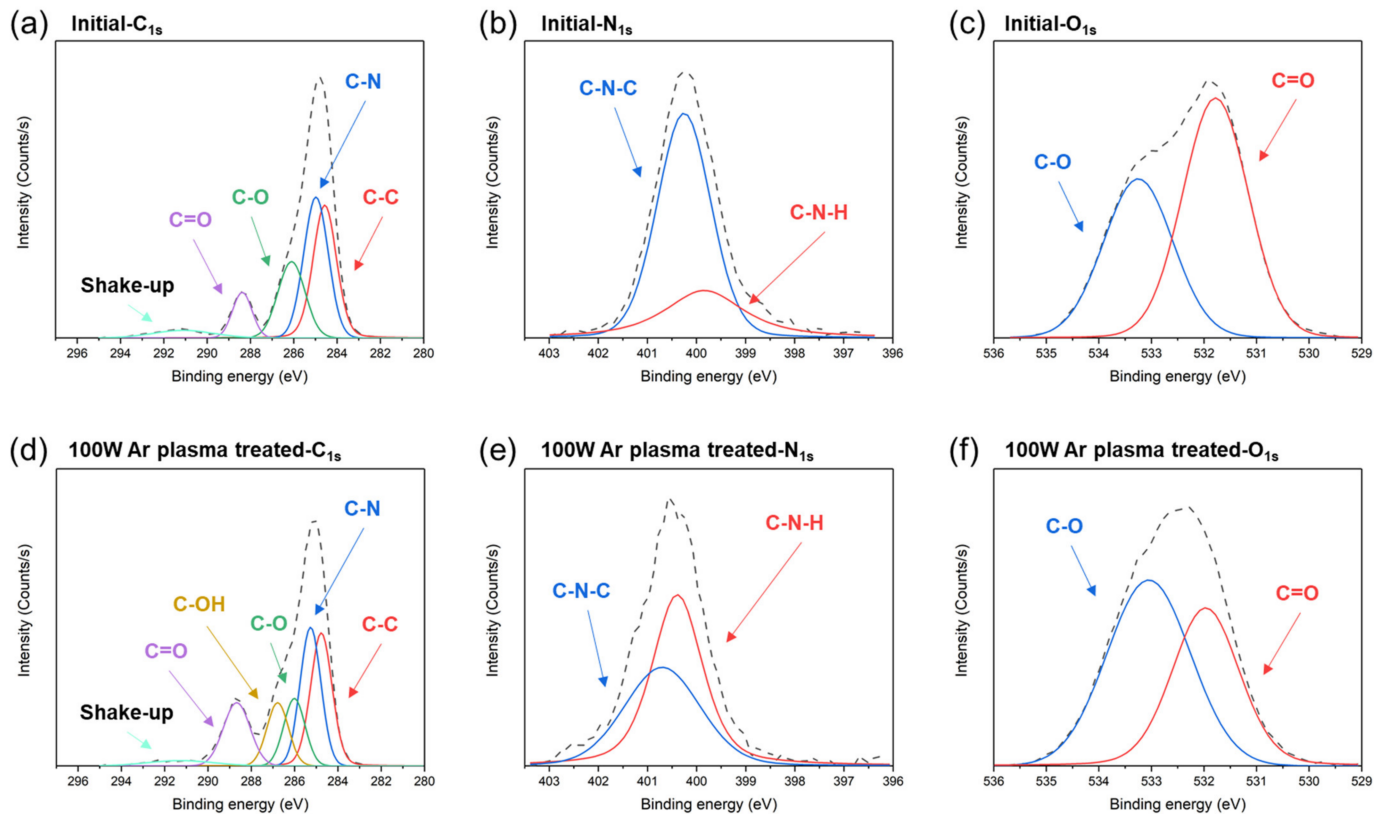 (a) Initial-C1s
Intensity (Counts/s)
C-N
C-O
C-C
C=O
Shake-up
296 294 292 290 288 286 284 282 280
Binding energy (eV)
(b) Initial-N1s
Intensity (Counts/s)
C-N-C
C-N-H
403 402 401 400 399 398 397 396
Binding energy (eV)
(c) Initial-O1s
Intensity (Counts/s)
C=O
C-O
536 535 534 533 532 531 530 529
Binding energy (eV)
(d) 100W Ar plasma treated-C1s
Intensity (Counts/s)
C-N
C-OH
C-O
C-C
C=O
Shake-up
296 294 292 290 288 286 284 282 280
Binding energy (eV)
(e) 100W Ar plasma treated-N1s
Intensity (Counts/s)
C-N-H
C-N-C
403 402 401 400 399 398 397 396
Binding energy (eV)
(f) 100W Ar plasma treated-O1s
Intensity (Counts/s)
C-O
C=O
536 535 534 533 532 531 530 529
Binding energy (eV)